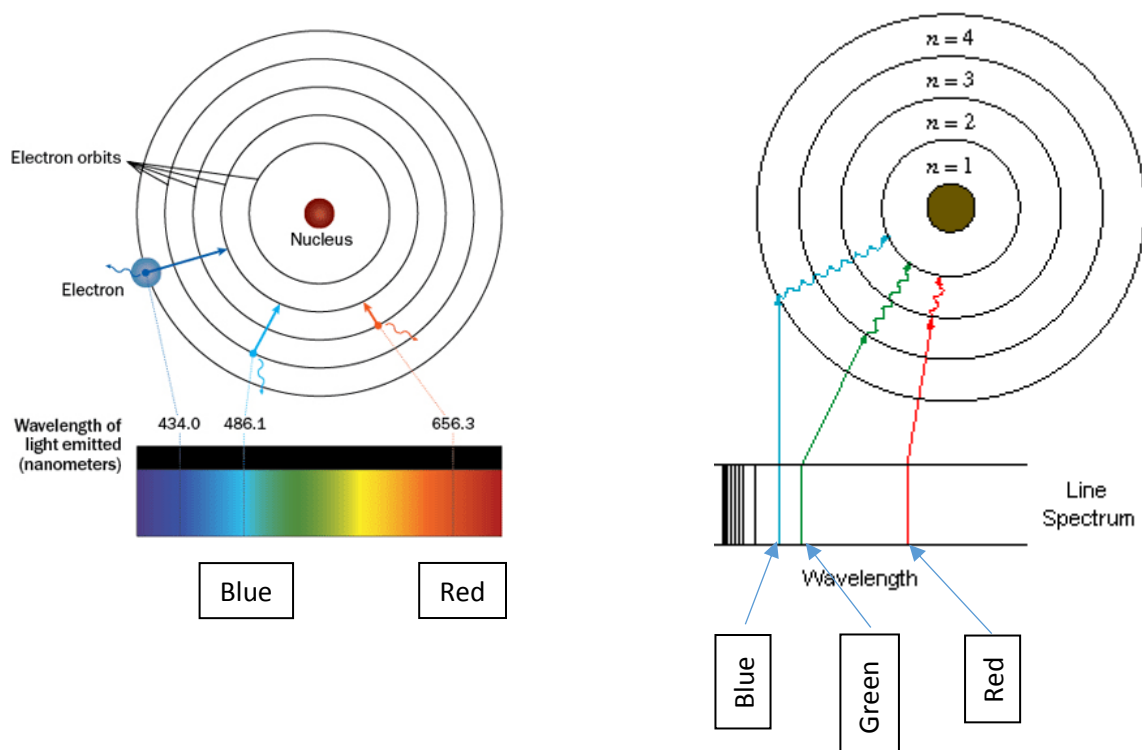 Electron orbits
Nucleus
Electron
Wavelength of
light emitted
(nanometers)
434.0 486.1 656.3
Blue Red
n = 4
n = 3
n = 2
n = 1
Line
Spectrum
Wavelength
Blue
Green
Red